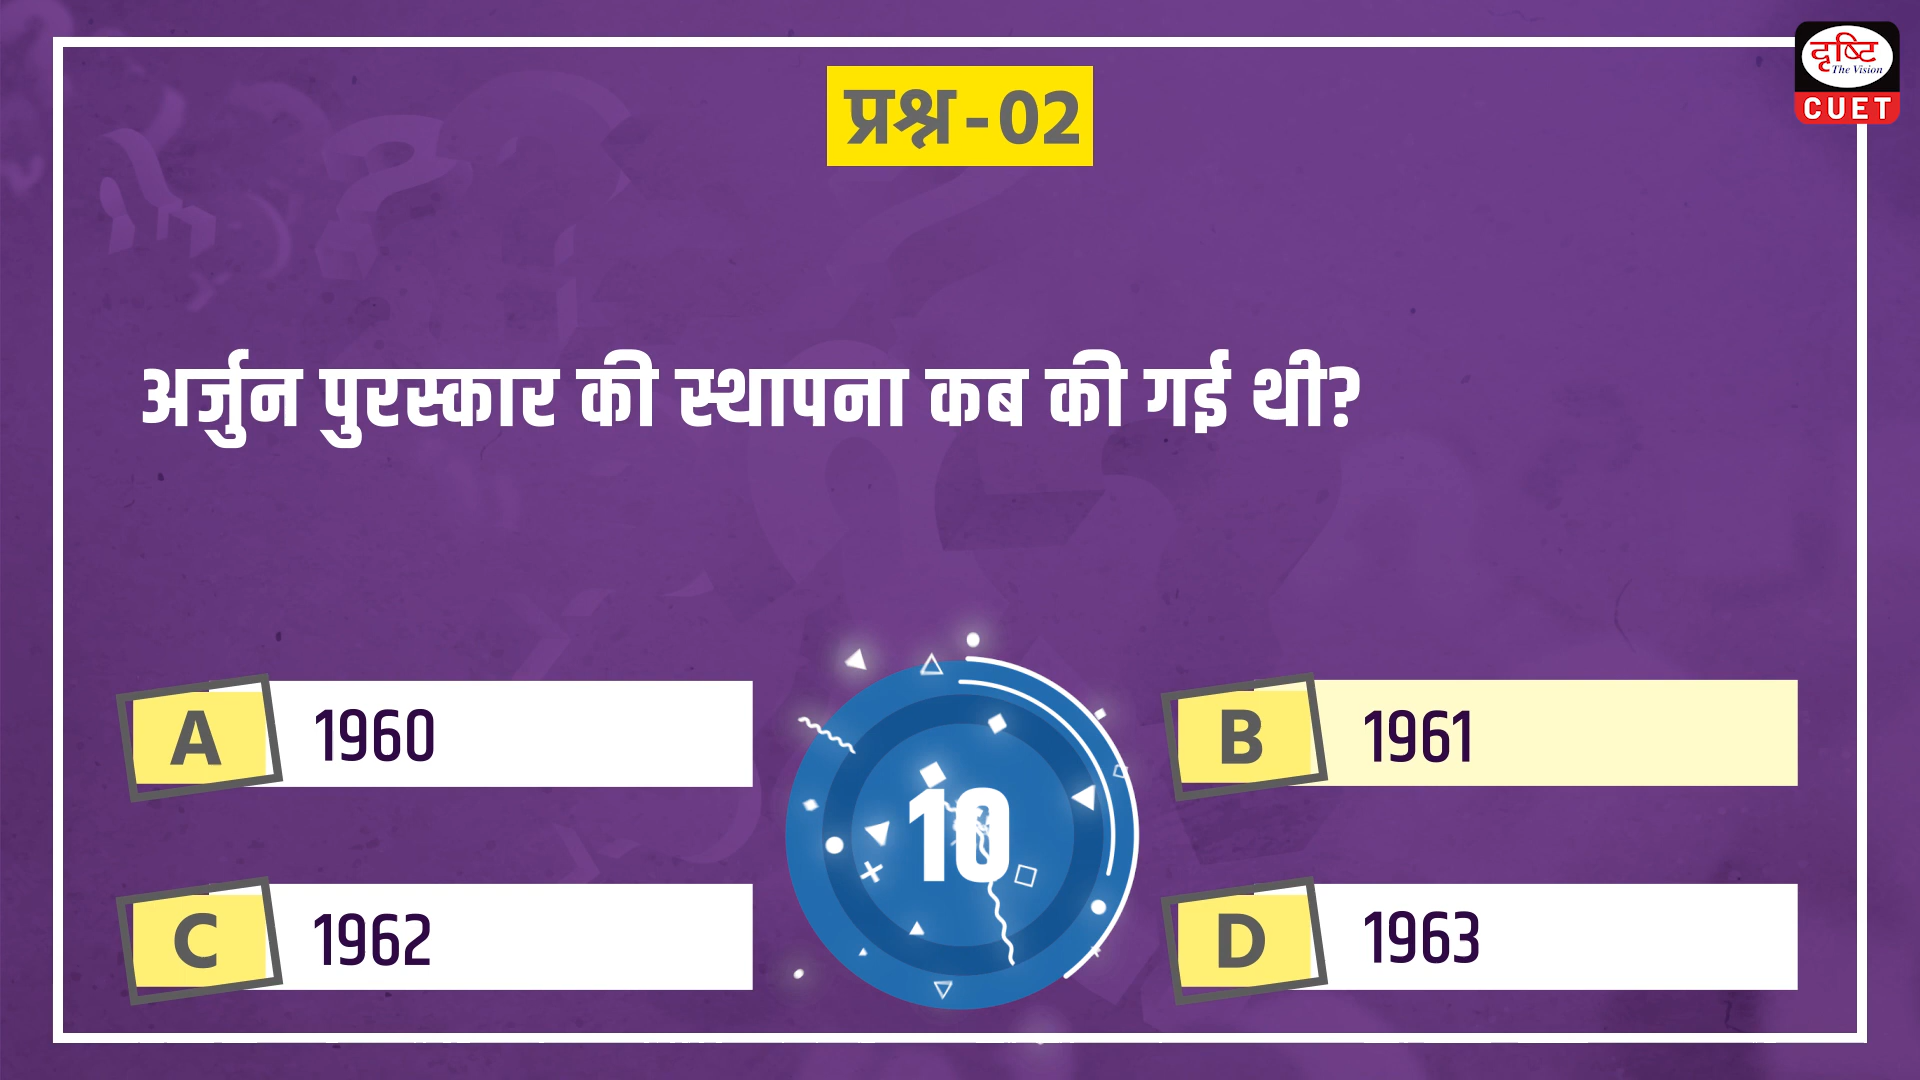 दृष्टि
The Vision
CUET
प्रश्न-02
अर्जुन पुरस्कार की स्थापना कब की गई थी?
A 1960
B 1961
10
C 1962
D 1963